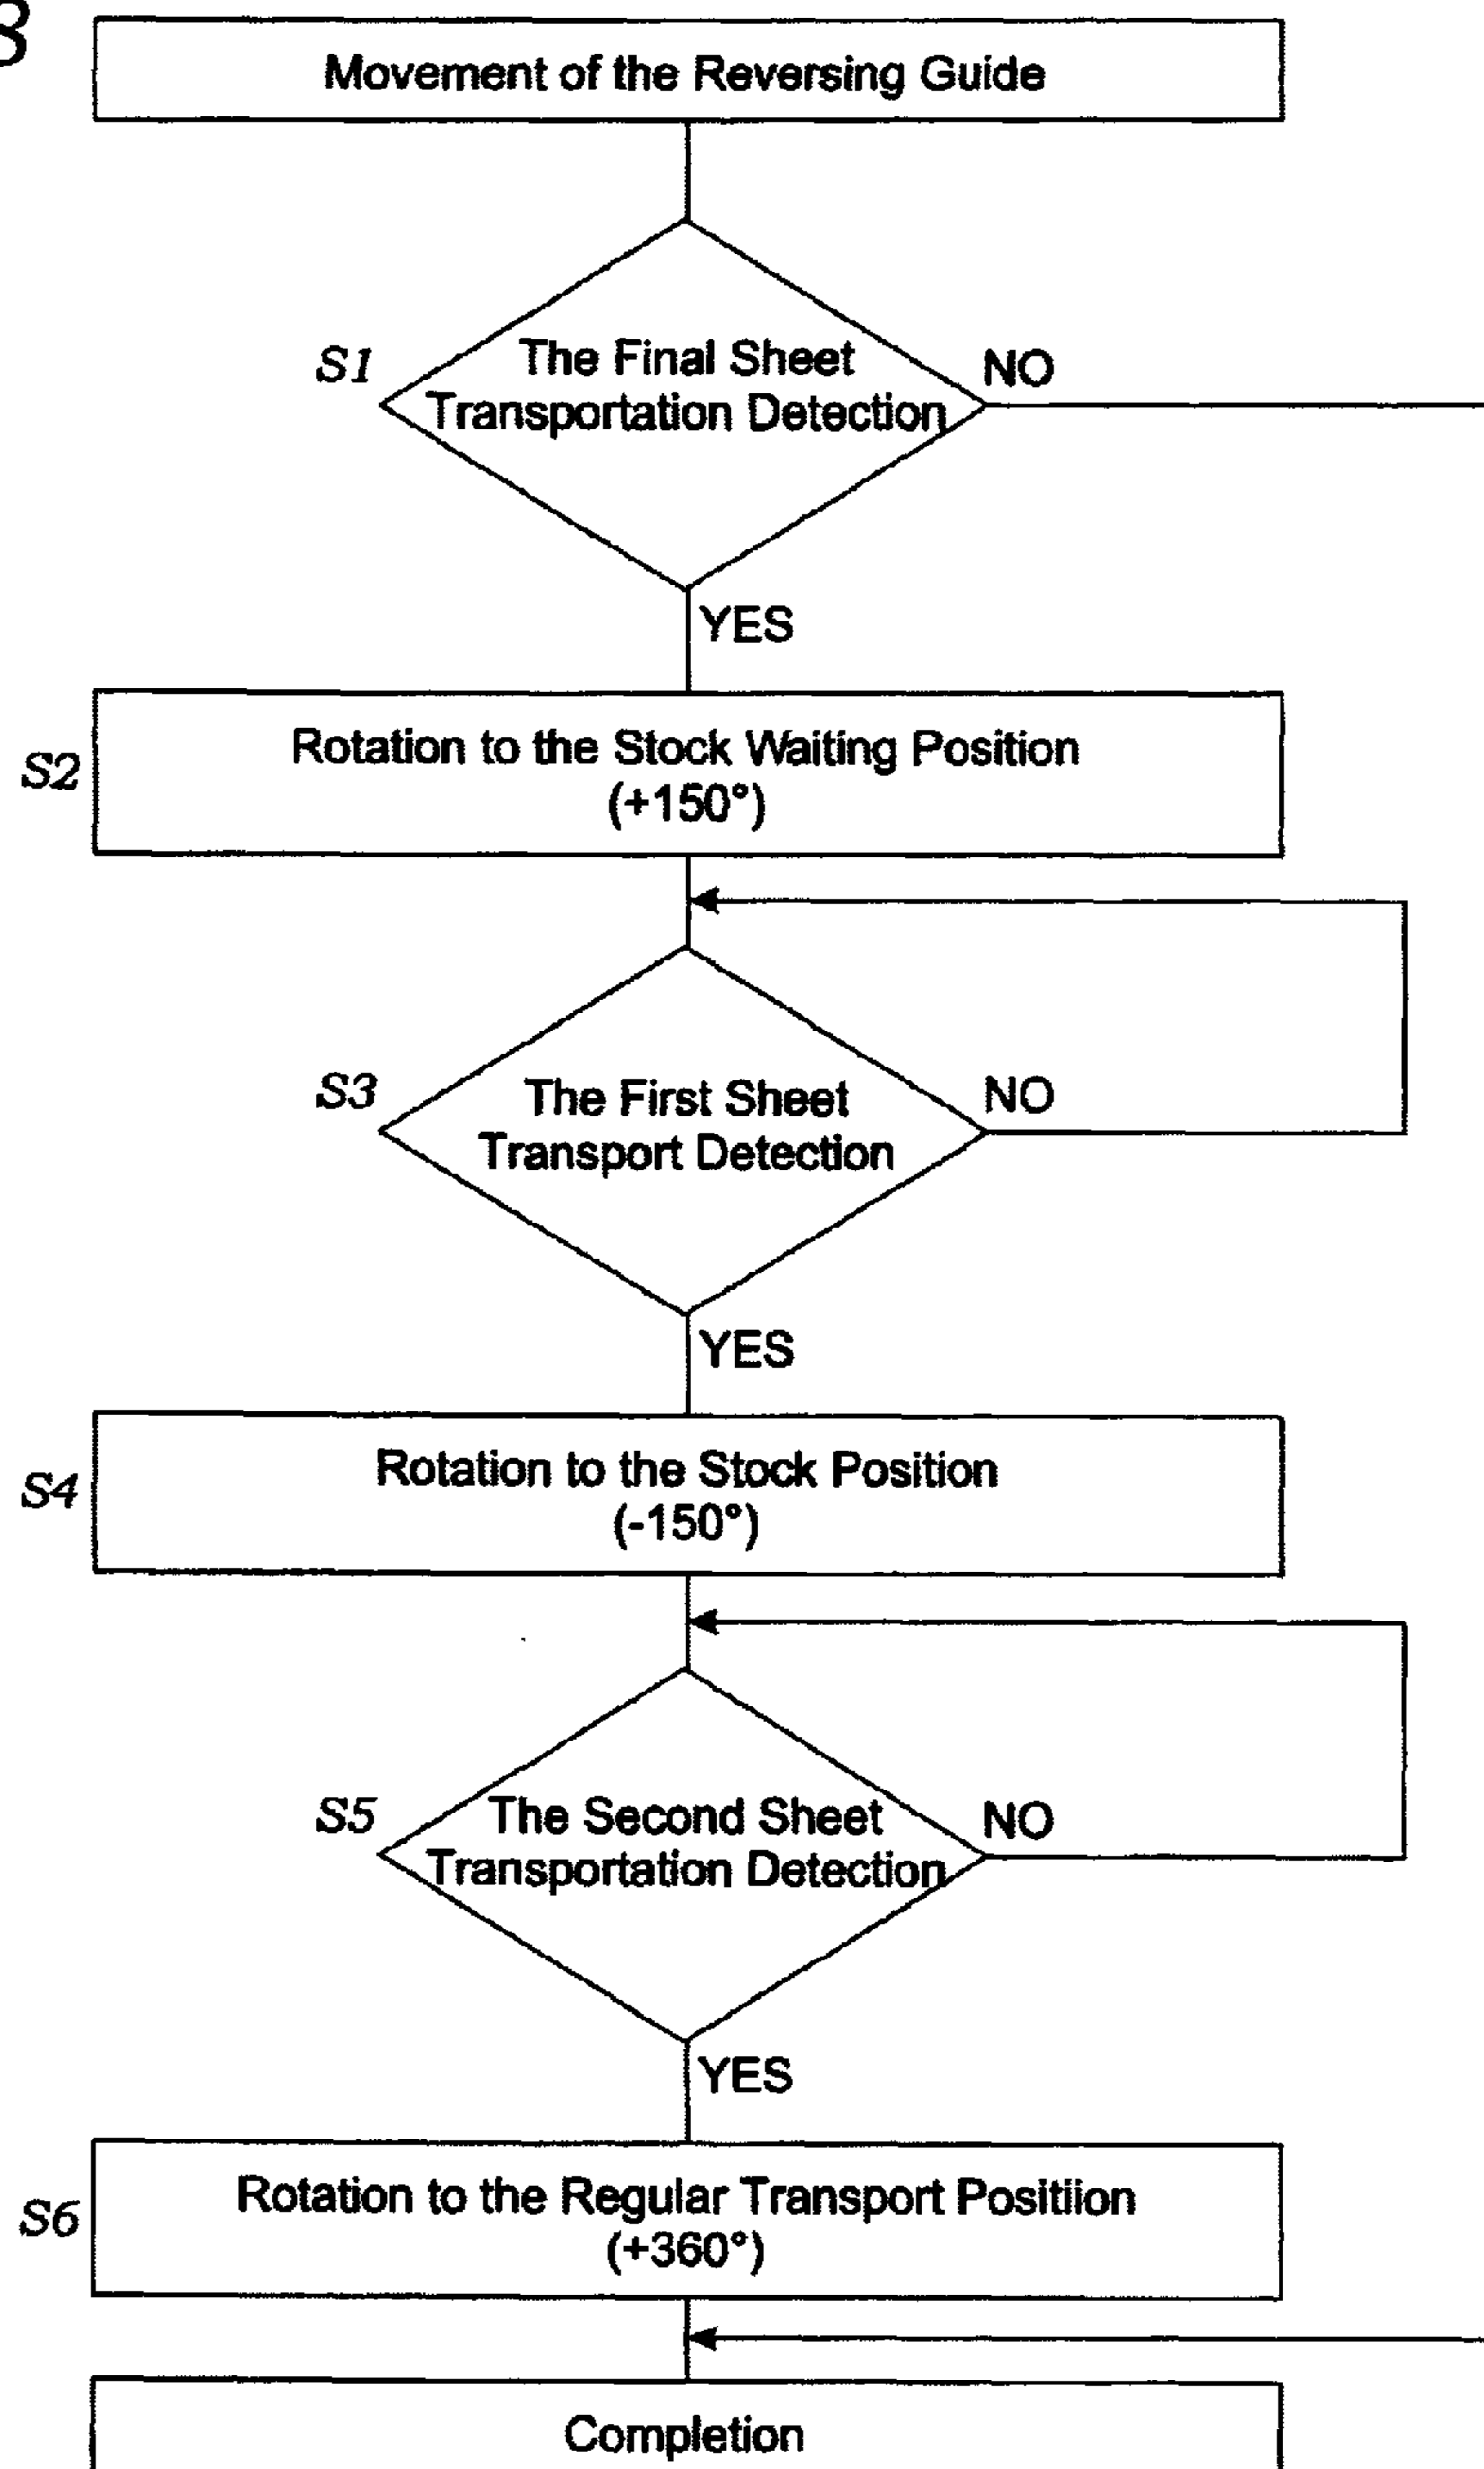 Movement of the Reversing Guide
S1
The Final Sheet
Transportation Detection
NO
YES
S2
Rotation to the Stock Waiting Position
(+150°)
S3
The First Sheet
Transport Detection
NO
YES
S4
Rotation to the Stock Position
(-150°)
S5
The Second Sheet
Transportation Detection
NO
YES
S6
Rotation to the Regular Transport Positiion
(+360°)
Completion